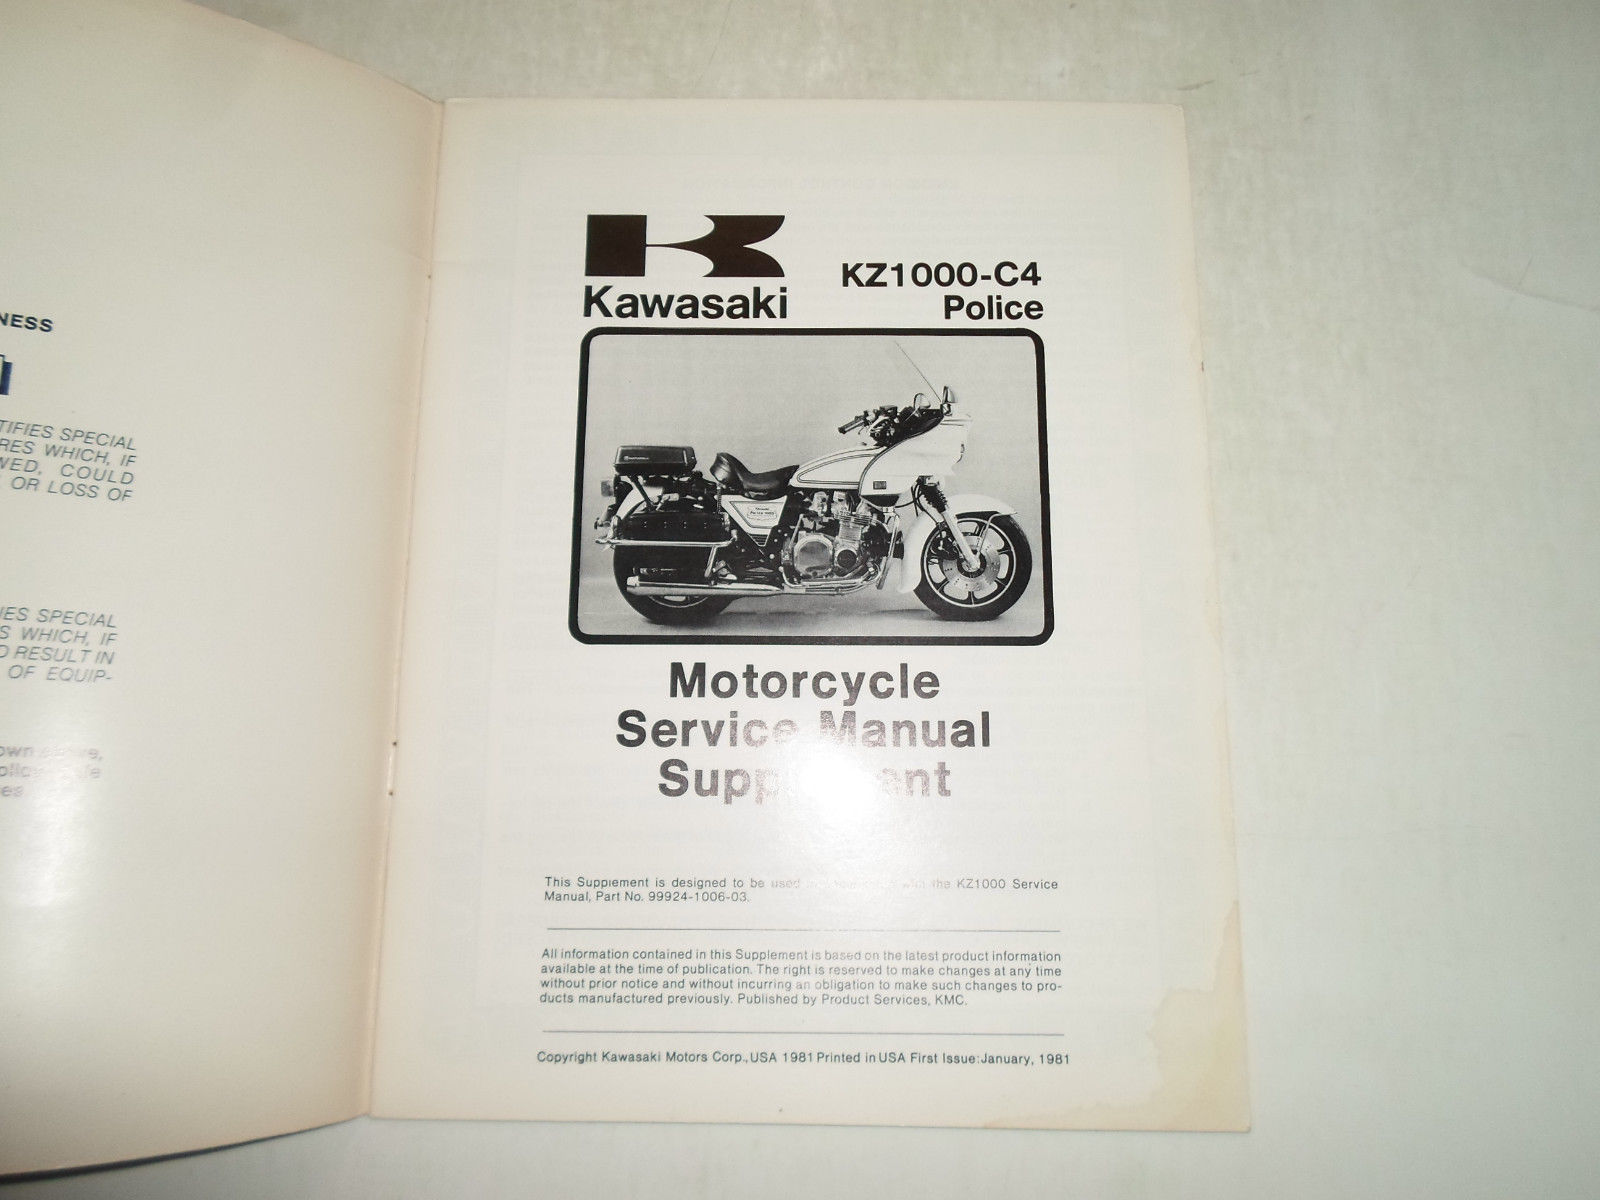 NESS
TIFIES SPECIAL
RES WHICH, IF
WED, COULD
OR LOSS OF
IES SPECIAL
S WHICH, IF
D RESULT IN
OF EQUIP-
Kawasaki
KZ1000-C4
Police
Motorcycle
Service Manual
Supplement
This Supplement is designed to be used with the KZ1000 Service
Manual, Part No. 99924-1006-03.
All information contained in this Supplement is based on the latest product information
available at the time of publication. The right is reserved to make changes at any time
without prior notice and without incurring an obligation to make such changes to pro-
ducts manufactured previously. Published by Product Services, KMC.
Copyright Kawasaki Motors Corp., USA 1981 Printed in USA First Issue: January, 1981